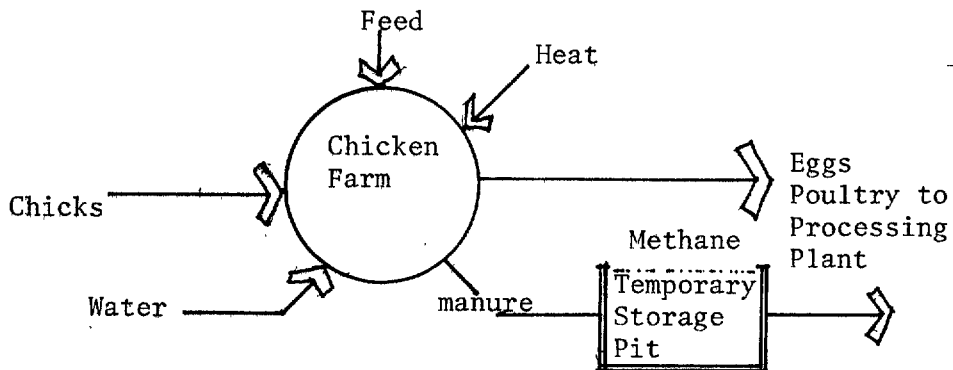 Feed
Heat
Chicken
Farm
Chicks
Eggs
Poultry to
Processing
Plant
Water
manure
Methane
Temporary
Storage
Pit